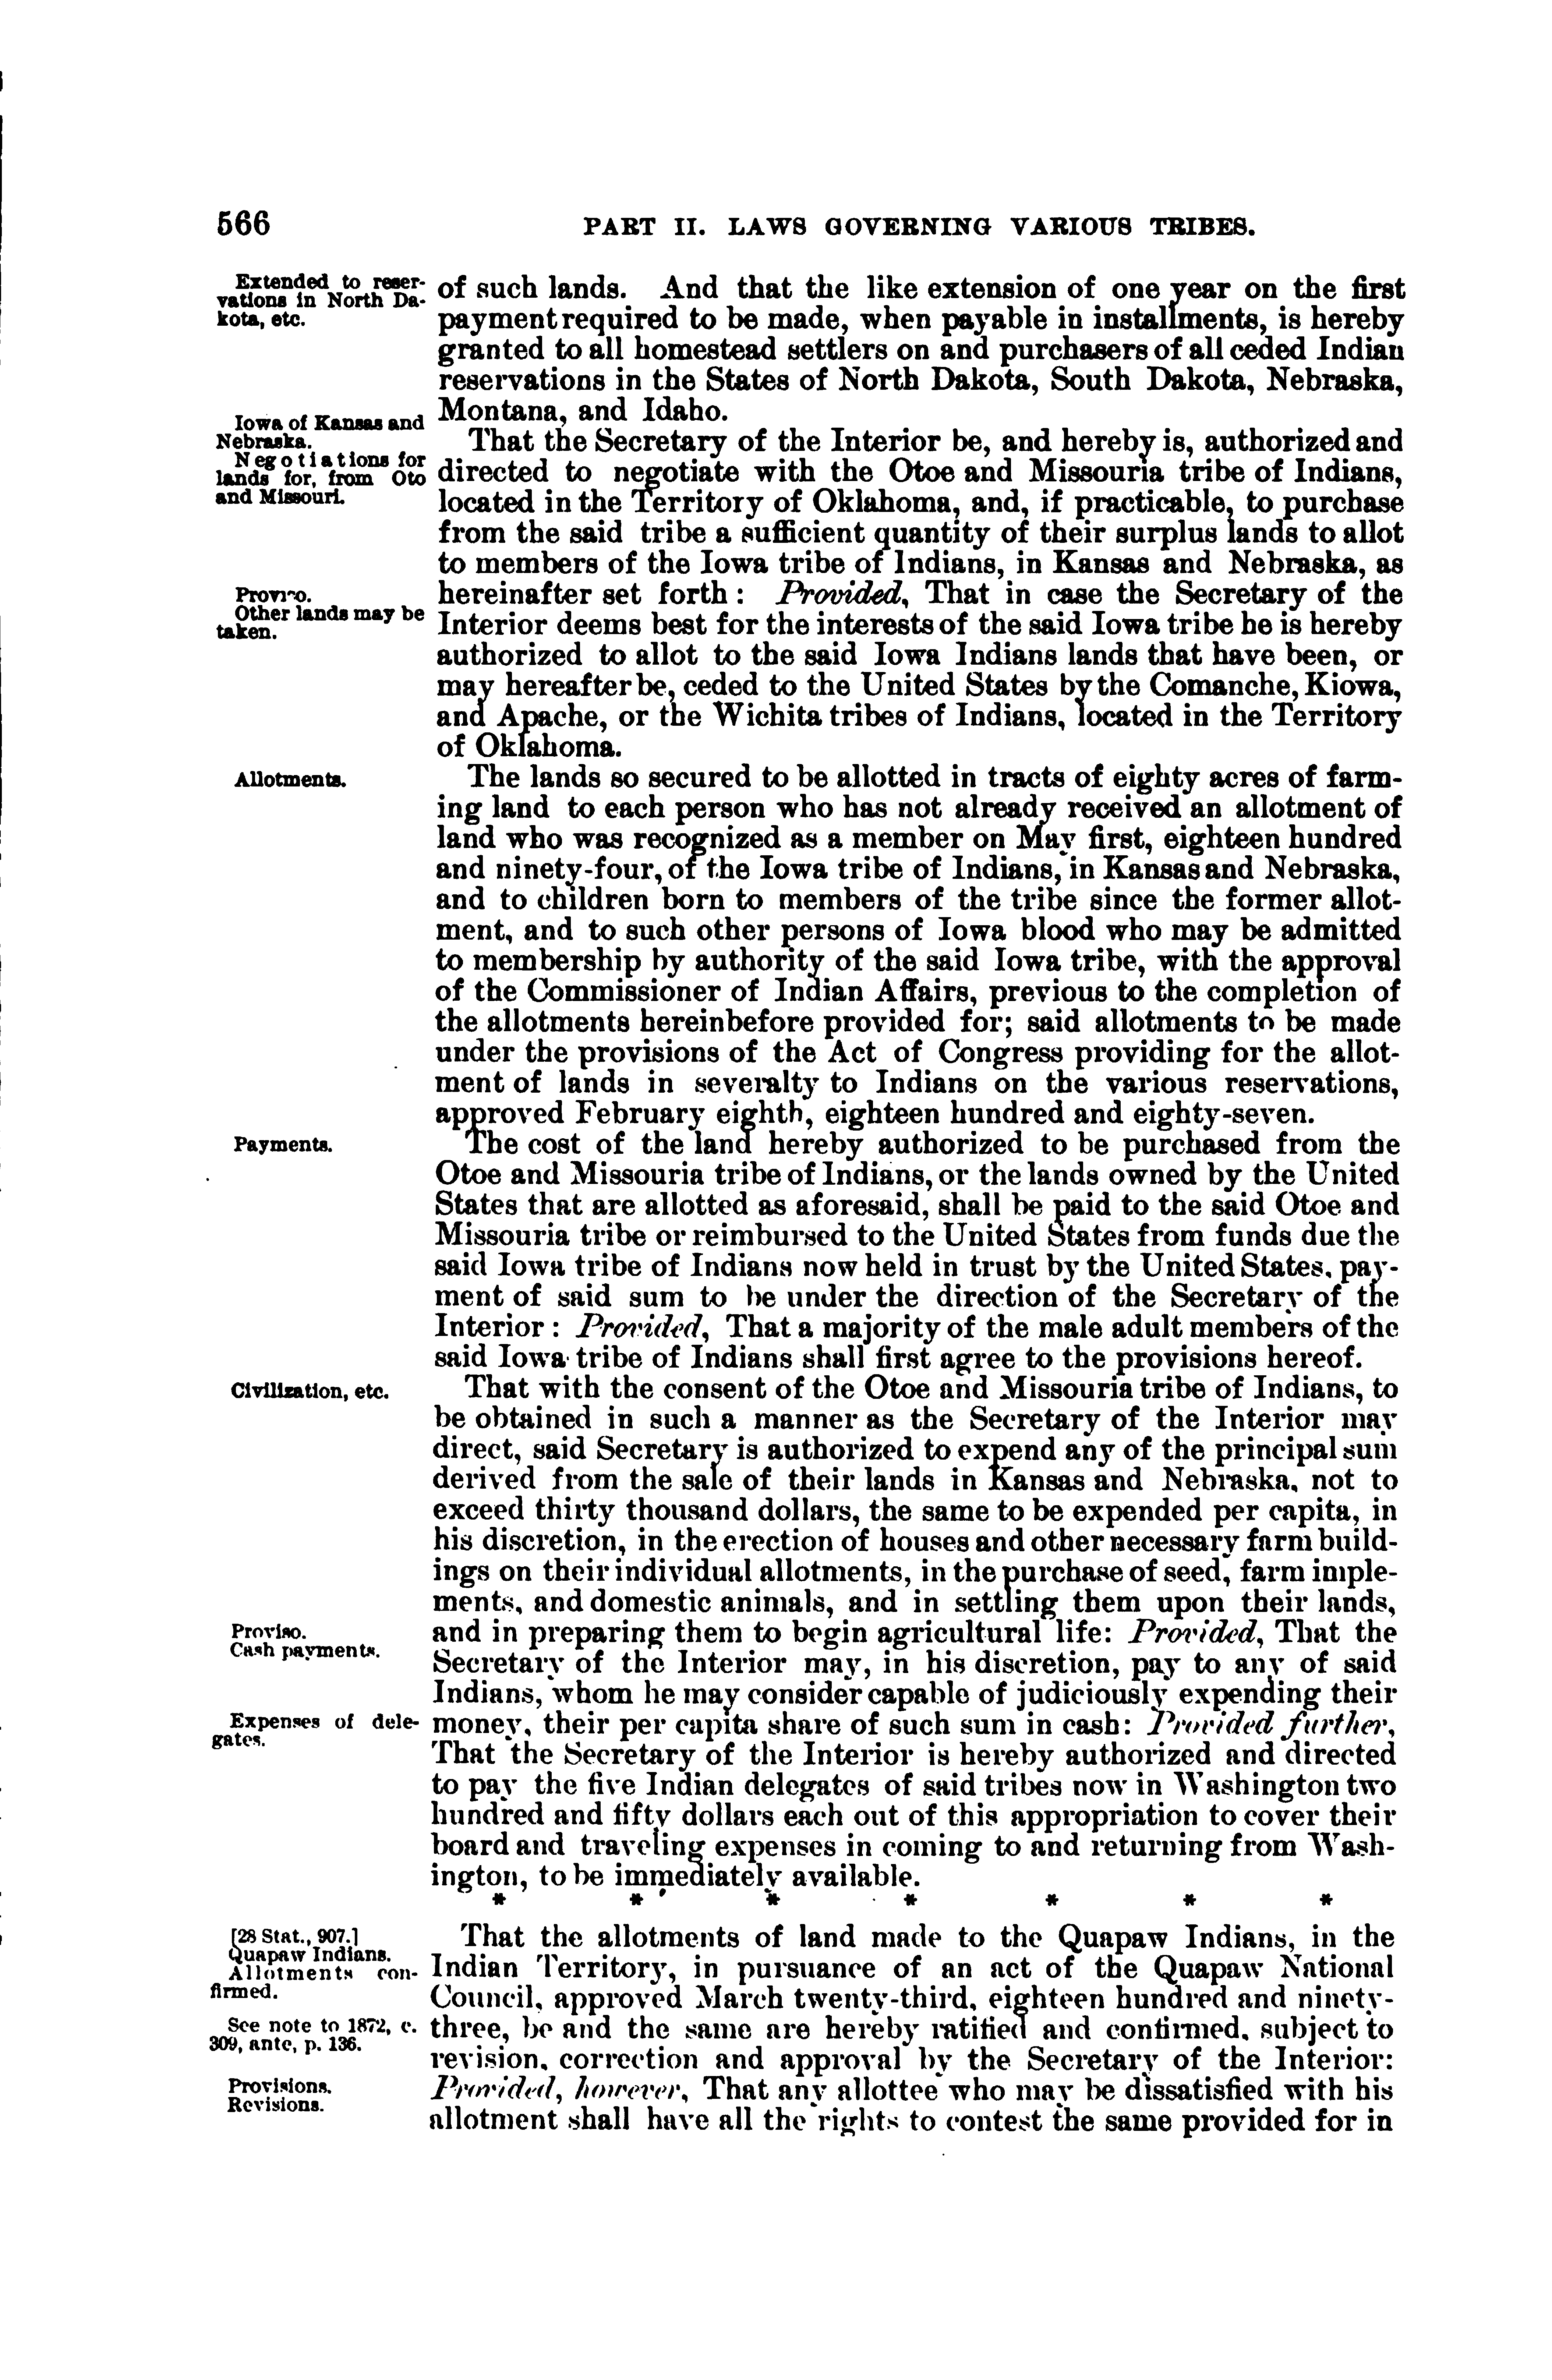 566
PART II. LAWS GOVERNING VARIOUS TRIBES.
Extended to reser-
vations in North Da-
kota, etc.
of such lands. And that the like extension of one year on the first
payment required to be made, when payable in installments, is hereby
granted to all homestead settlers on and purchasers of all ceded Indian
reservations in the States of North Dakota, South Dakota, Nebraska,
Montana, and Idaho.
Iowa of Kansas and
Nebraska.
Negotiations for
lands for, from Oto
and Missouri.
That the Secretary of the Interior be, and hereby is, authorized and
directed to negotiate with the Otoe and Missouria tribe of Indians,
located in the Territory of Oklahoma, and, if practicable, to purchase
from the said tribe a sufficient quantity of their surplus lands to allot
to members of the Iowa tribe of Indians, in Kansas and Nebraska, as
Proviso.
Other lands may be
taken.
hereinafter set forth: Provided, That in case the Secretary of the
Interior deems best for the interests of the said Iowa tribe he is hereby
authorized to allot to the said Iowa Indians lands that have been, or
may hereafter be, ceded to the United States by the Comanche, Kiowa,
and Apache, or the Wichita tribes of Indians, located in the Territory
of Oklahoma.
Allotments.
The lands so secured to be allotted in tracts of eighty acres of farm-
ing land to each person who has not already received an allotment of
land who was recognized as a member on May first, eighteen hundred
and ninety-four, of the Iowa tribe of Indians, in Kansas and Nebraska,
and to children born to members of the tribe since the former allot-
ment, and to such other persons of Iowa blood who may be admitted
to membership by authority of the said Iowa tribe, with the approval
of the Commissioner of Indian Affairs, previous to the completion of
the allotments hereinbefore provided for; said allotments to be made
under the provisions of the Act of Congress providing for the allot-
ment of lands in severalty to Indians on the various reservations,
approved February eighth, eighteen hundred and eighty-seven.
Payments.
The cost of the land hereby authorized to be purchased from the
Otoe and Missouria tribe of Indians, or the lands owned by the United
States that are allotted as aforesaid, shall be paid to the said Otoe and
Missouria tribe or reimbursed to the United States from funds due the
said Iowa tribe of Indians now held in trust by the United States, pay-
ment of said sum to be under the direction of the Secretary of the
Interior: Provided, That a majority of the male adult members of the
said Iowa tribe of Indians shall first agree to the provisions hereof.
Civilization, etc.
That with the consent of the Otoe and Missouria tribe of Indians, to
be obtained in such a manner as the Secretary of the Interior may
direct, said Secretary is authorized to expend any of the principal sum
derived from the sale of their lands in Kansas and Nebraska, not to
exceed thirty thousand dollars, the same to be expended per capita, in
his discretion, in the erection of houses and other necessary farm build-
ings on their individual allotments, in the purchase of seed, farm imple-
ments, and domestic animals, and in settling them upon their lands,
Proviso.
Cash payments.
and in preparing them to begin agricultural life: Provided, That the
Secretary of the Interior may, in his discretion, pay to any of said
Indians, whom he may consider capable of judiciously expending their
Expenses of dele-
gates.
money, their per capita share of such sum in cash: Provided further,
That the Secretary of the Interior is hereby authorized and directed
to pay the five Indian delegates of said tribes now in Washington two
hundred and fifty dollars each out of this appropriation to cover their
board and traveling expenses in coming to and returning from Wash-
ington, to be immediately available.
* * * * * * *
[28 Stat., 907.]
Quapaw Indians.
Allotments con-
firmed.
That the allotments of land made to the Quapaw Indians, in the
Indian Territory, in pursuance of an act of the Quapaw National
Council, approved March twenty-third, eighteen hundred and ninety-
See note to 1872, c.
309, ante, p. 136.
three, be and the same are hereby ratified and confirmed, subject to
revision, correction and approval by the Secretary of the Interior:
Provisions.
Revisions.
Provided, however, That any allottee who may be dissatisfied with his
allotment shall have all the rights to contest the same provided for in